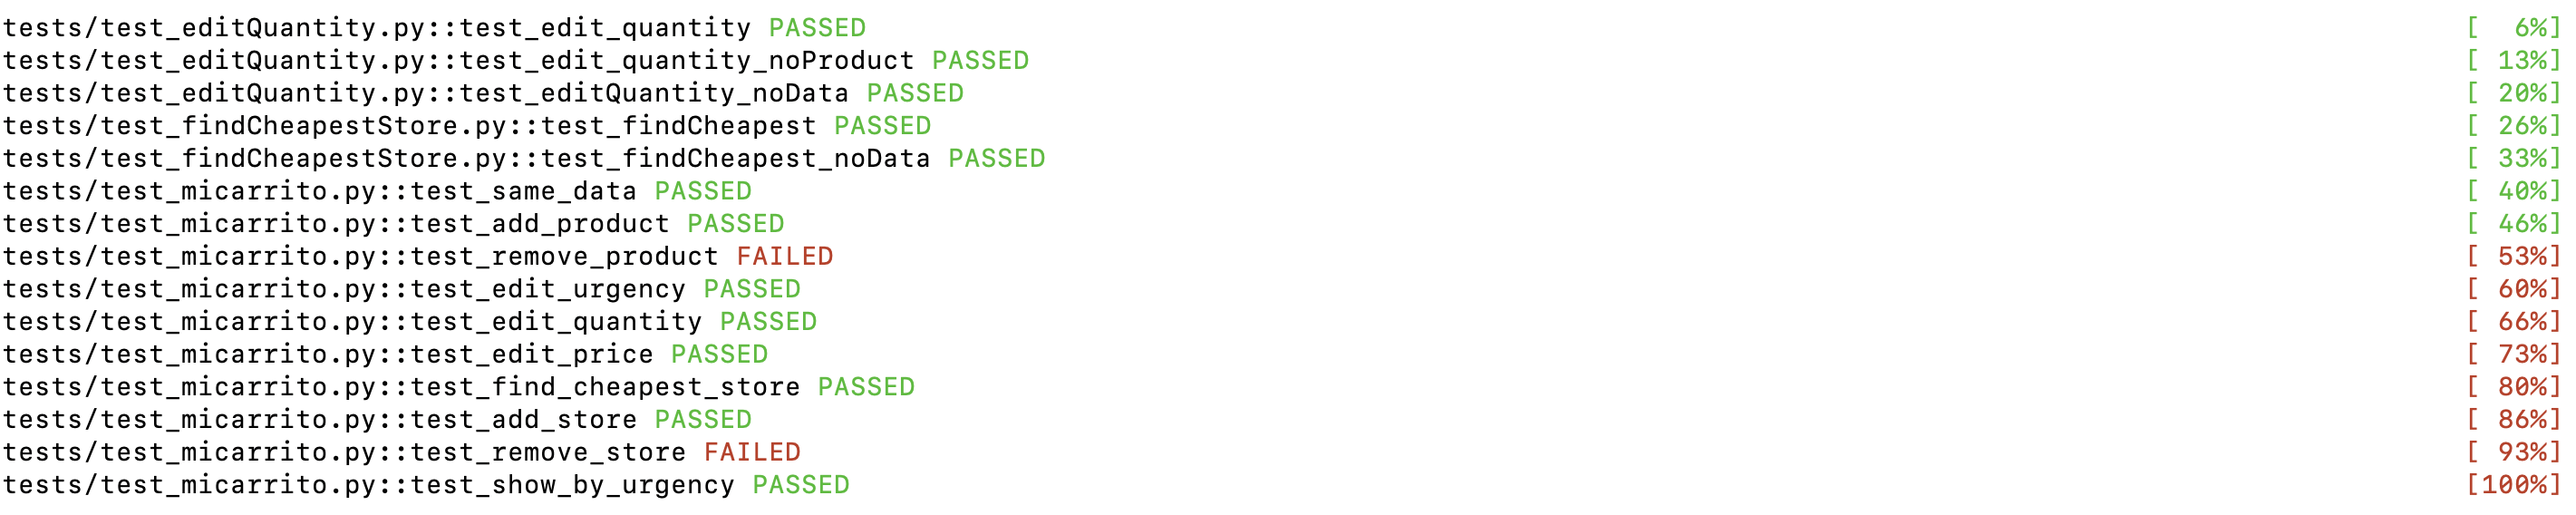 tests/test_editQuantity.py::test_edit_quantity PASSED [  6%]
tests/test_editQuantity.py::test_edit_quantity_noProduct PASSED [ 13%]
tests/test_editQuantity.py::test_editQuantity_noData PASSED [ 20%]
tests/test_findCheapestStore.py::test_findCheapest PASSED [ 26%]
tests/test_findCheapestStore.py::test_findCheapest_noData PASSED [ 33%]
tests/test_micarrito.py::test_same_data PASSED [ 40%]
tests/test_micarrito.py::test_add_product PASSED [ 46%]
tests/test_micarrito.py::test_remove_product FAILED [ 53%]
tests/test_micarrito.py::test_edit_urgency PASSED [ 60%]
tests/test_micarrito.py::test_edit_quantity PASSED [ 66%]
tests/test_micarrito.py::test_edit_price PASSED [ 73%]
tests/test_micarrito.py::test_find_cheapest_store PASSED [ 80%]
tests/test_micarrito.py::test_add_store PASSED [ 86%]
tests/test_micarrito.py::test_remove_store FAILED [ 93%]
tests/test_micarrito.py::test_show_by_urgency PASSED [100%]